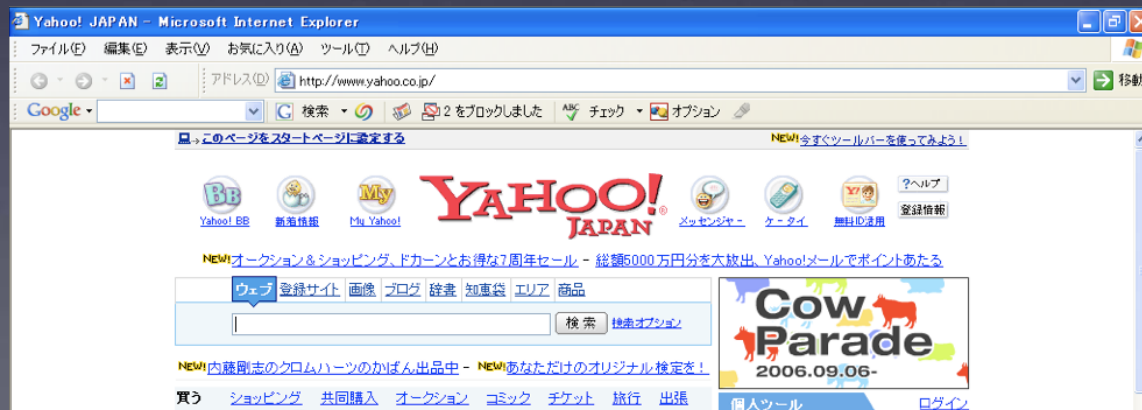 Yahoo! JAPAN - Microsoft Internet Explorer
ファイル(F) 編集(E) 表示(V) お気に入り(A) ツール(T) ヘルプ(H)
アドレス(D) http://www.yahoo.co.jp/ 移動
Google 検索 2 をブロックしました ABC チェック オプション
→このページをスタートページに設定する NEW!今すぐツールバーを使ってみよう!
BB My YAHOO! JAPAN ® Y! ?ヘルプ
Yahoo! BB 新着情報 My Yahoo! メッセンジャー ケータイ 無料ID活用 登録情報
NEW!オークション&ショッピング、ドカーンとお得な7周年セール - 総額5000万円分を大放出、Yahoo!メールでポイントあたる
ウェブ 登録サイト 画像 ブログ 辞書 知恵袋 エリア 商品
検索 検索オプション
Cow
Parade
2006.09.06-
NEW!内藤剛志のクロムハーツのかばん出品中 - NEW!あなただけのオリジナル検定を!
買う ショッピング 共同購入 オークション コミック チケット 旅行 出張
個人ツール ログイン